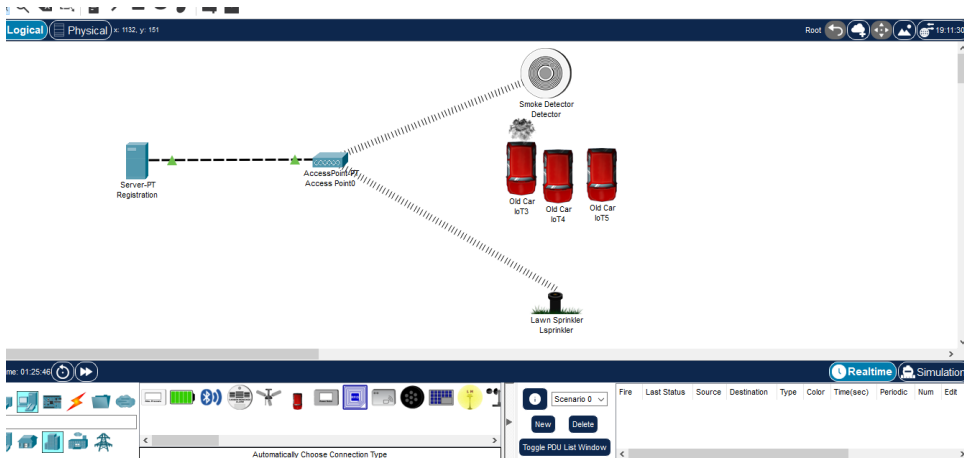 Logical Physical x: 1132, y: 151 Root 19:11:30
Smoke Detector
Detector
AccessPoint-PT
Access Point0
Server-PT
Registration
Old Car
IoT3
Old Car
IoT4
Old Car
IoT5
Lawn Sprinkler
Lsprinkler
me: 01:25:46 Realtime Simulation
Scenario 0 Fire Last Status Source Destination Type Color Time(sec) Periodic Num Edit
New Delete
Toggle PDU List Window
Automatically Choose Connection Type